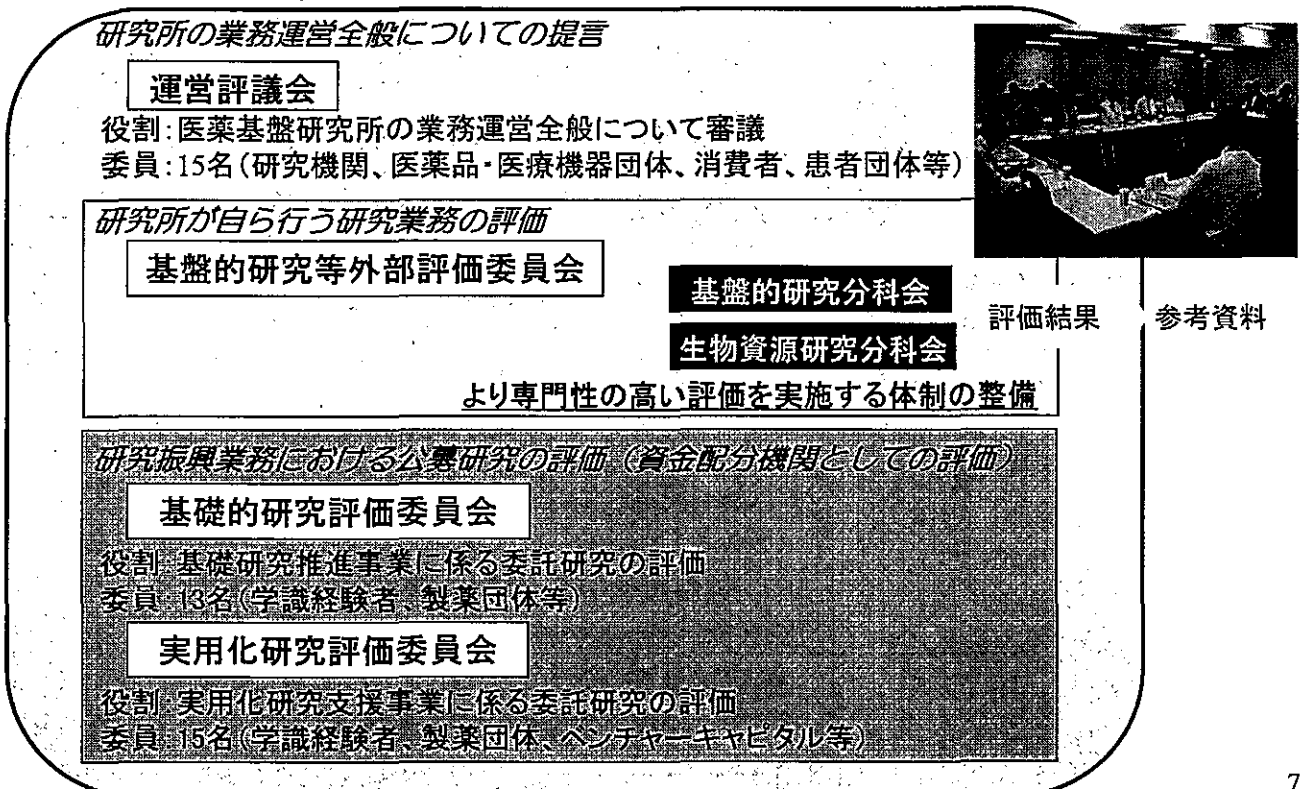 研究所の業務運営全般についての提言
運営評議会
役割:医薬基盤研究所の業務運営全般について審議
委員:15名(研究機関、医薬品・医療機器団体、消費者、患者団体等)
研究所が自ら行う研究業務の評価
基盤的研究等外部評価委員会
基盤的研究分科会
生物資源研究分科会
より専門性の高い評価を実施する体制の整備
評価結果
参考資料
研究振興業務における公募研究の評価(資金配分機関としての評価)
基礎的研究評価委員会
役割 基礎研究推進事業に係る委託研究の評価
委員 13名(学識経験者、製薬団体等)
実用化研究評価委員会
役割 実用化研究支援事業に係る委託研究の評価
委員 15名(学識経験者、製薬団体、ベンチャーキャピタル等)
7